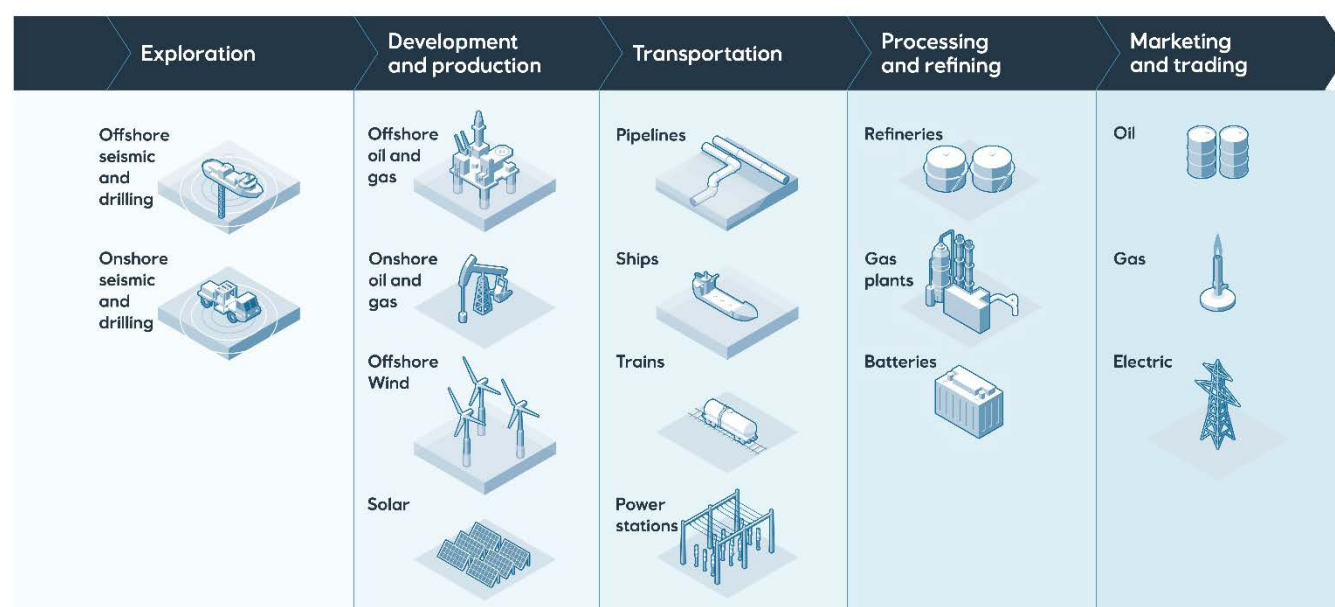 Exploration
Development
and production
Transportation
Processing
and refining
Marketing
and trading
Offshore
seismic
and
drilling
Onshore
seismic
and
drilling
Offshore
oil and
gas
Onshore
oil and
gas
Offshore
Wind
Solar
Pipelines
Ships
Trains
Power
stations
Refineries
Gas
plants
Batteries
Oil
Gas
Electric